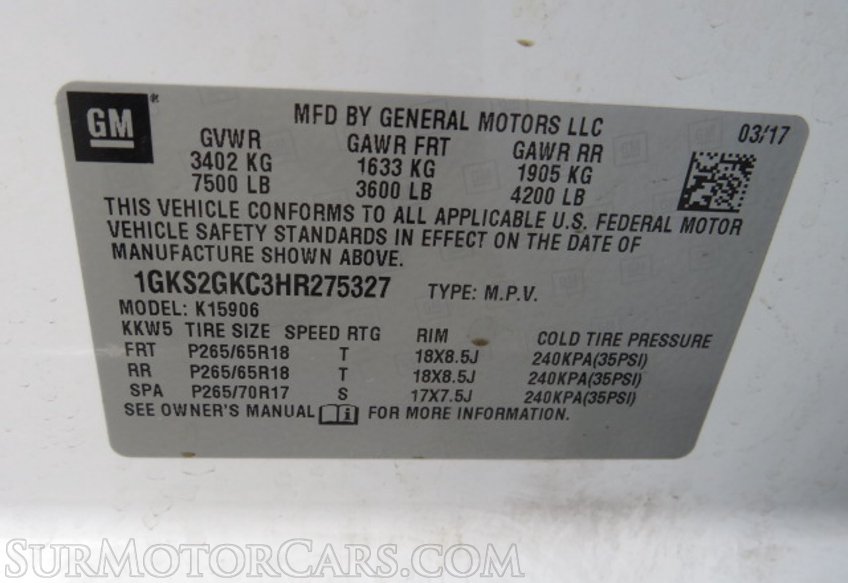 GM® MFD BY GENERAL MOTORS LLC 03/17
GVWR GAWR FRT GAWR RR
3402 KG 1633 KG 1905 KG
7500 LB 3600 LB 4200 LB
THIS VEHICLE CONFORMS TO ALL APPLICABLE U.S. FEDERAL MOTOR
VEHICLE SAFETY STANDARDS IN EFFECT ON THE DATE OF
MANUFACTURE SHOWN ABOVE.
1GKS2GKC3HR275327 TYPE: M.P.V.
MODEL: K15906
KKW5 TIRE SIZE SPEED RTG RIM COLD TIRE PRESSURE
FRT P265/65R18 T 18X8.5J 240KPA(35PSI)
RR P265/65R18 T 18X8.5J 240KPA(35PSI)
SPA P265/70R17 S 17X7.5J 240KPA(35PSI)
SEE OWNER'S MANUAL FOR MORE INFORMATION.
SURMOTORCARS.COM